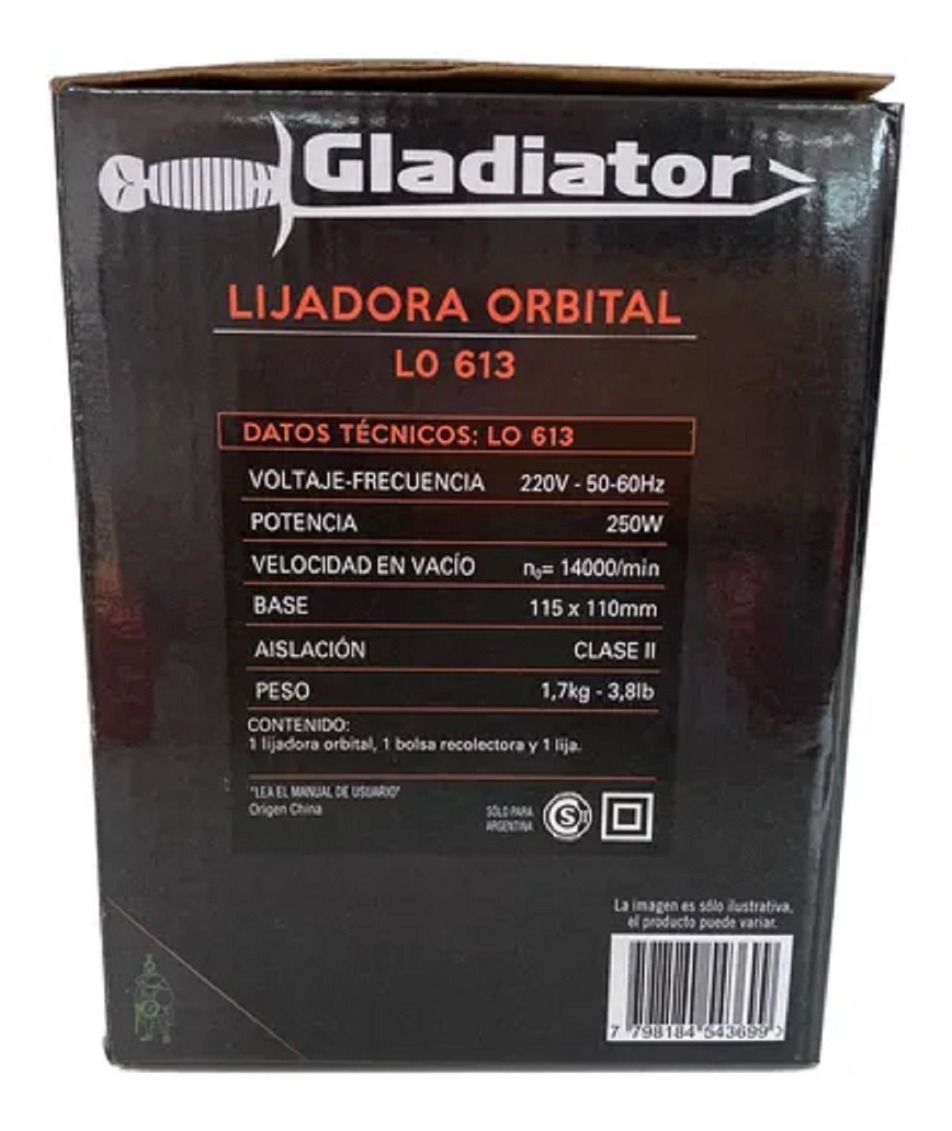 Gladiator
LIJADORA ORBITAL
LO 613
DATOS TÉCNICOS: LO 613
VOLTAJE-FRECUENCIA 220V - 50-60Hz
POTENCIA 250W
VELOCIDAD EN VACÍO n₀= 14000/min
BASE 115 x 110mm
AISLACIÓN CLASE II
PESO 1,7kg - 3,8lb
CONTENIDO:
1 lijadora orbital, 1 bolsa recolectora y 1 lija.
"LEA EL MANUAL DE USUARIO"
Origen China
SÓLO PARA
ARGENTINA
S
La imagen es sólo ilustrativa,
el producto puede variar.
7 798184 543699 >